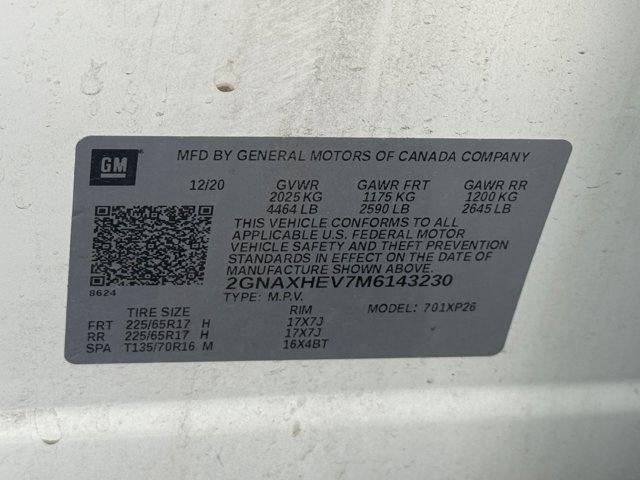 GM
MFD BY GENERAL MOTORS OF CANADA COMPANY
12/20 GVWR GAWR FRT GAWR RR
2025 KG 1175 KG 1200 KG
4464 LB 2590 LB 2645 LB
THIS VEHICLE CONFORMS TO ALL
APPLICABLE U.S. FEDERAL MOTOR
VEHICLE SAFETY AND THEFT PREVENTION
STANDARDS IN EFFECT ON THE DATE OF
MANUFACTURE SHOWN ABOVE.
2GNAXHEV7M6143230
8624
TYPE: M.P.V.
TIRE SIZE RIM MODEL: 701XP26
FRT 225/65R17 H 17X7J
RR 225/65R17 H 17X7J
SPA T135/70R16 M 16X4BT